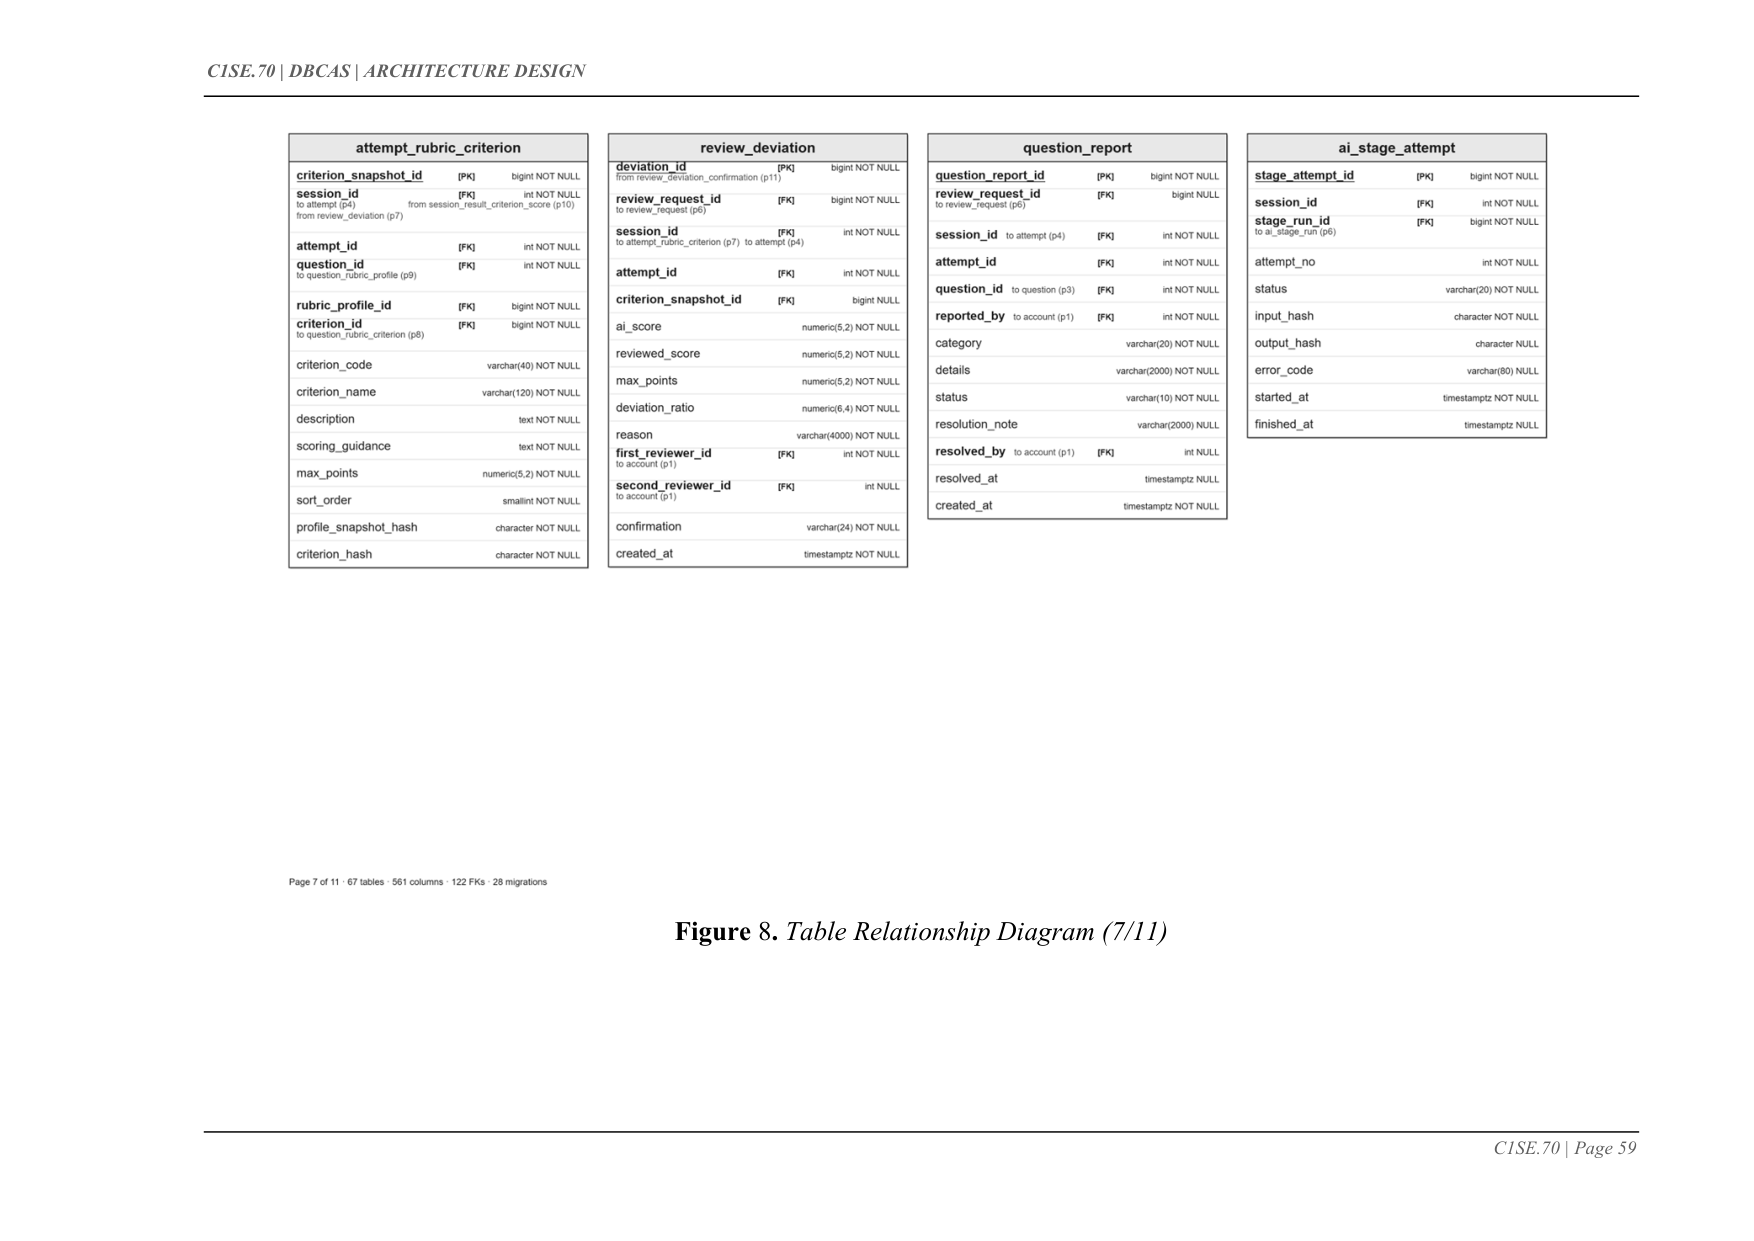 C1SE.70 | DBCAS | ARCHITECTURE DESIGN
attempt_rubric_criterion
criterion_snapshot_id [PK] bigint NOT NULL
session_id [FK] int NOT NULL
to attempt (p4) from session_result_criterion_score (p10)
from review_deviation (p7)
attempt_id [FK] int NOT NULL
question_id [FK] int NOT NULL
to question_rubric_profile (p9)
rubric_profile_id [FK] bigint NOT NULL
criterion_id [FK] bigint NOT NULL
to question_rubric_criterion (p8)
criterion_code varchar(40) NOT NULL
criterion_name varchar(120) NOT NULL
description text NOT NULL
scoring_guidance text NOT NULL
max_points numeric(5,2) NOT NULL
sort_order smallint NOT NULL
profile_snapshot_hash character NOT NULL
criterion_hash character NOT NULL
review_deviation
deviation_id [PK] bigint NOT NULL
from review_deviation_confirmation (p11)
review_request_id [FK] bigint NOT NULL
to review_request (p6)
session_id [FK] int NOT NULL
to attempt_rubric_criterion (p7) to attempt (p4)
attempt_id [FK] int NOT NULL
criterion_snapshot_id [FK] bigint NULL
ai_score numeric(5,2) NOT NULL
reviewed_score numeric(5,2) NOT NULL
max_points numeric(5,2) NOT NULL
deviation_ratio numeric(6,4) NOT NULL
reason varchar(4000) NOT NULL
first_reviewer_id [FK] int NOT NULL
to account (p1)
second_reviewer_id [FK] int NULL
to account (p1)
confirmation varchar(24) NOT NULL
created_at timestamptz NOT NULL
question_report
question_report_id [PK] bigint NOT NULL
review_request_id [FK] bigint NULL
to review_request (p6)
session_id to attempt (p4) [FK] int NOT NULL
attempt_id [FK] int NOT NULL
question_id to question (p3) [FK] int NOT NULL
reported_by to account (p1) [FK] int NOT NULL
category varchar(20) NOT NULL
details varchar(2000) NOT NULL
status varchar(10) NOT NULL
resolution_note varchar(2000) NULL
resolved_by to account (p1) [FK] int NULL
resolved_at timestamptz NULL
created_at timestamptz NOT NULL
ai_stage_attempt
stage_attempt_id [PK] bigint NOT NULL
session_id [FK] int NOT NULL
stage_run_id [FK] bigint NOT NULL
to ai_stage_run (p6)
attempt_no int NOT NULL
status varchar(20) NOT NULL
input_hash character NOT NULL
output_hash character NULL
error_code varchar(80) NULL
started_at timestamptz NOT NULL
finished_at timestamptz NULL
Page 7 of 11 · 67 tables · 561 columns · 122 FKs · 28 migrations
Figure 8. Table Relationship Diagram (7/11)
C1SE.70 | Page 59